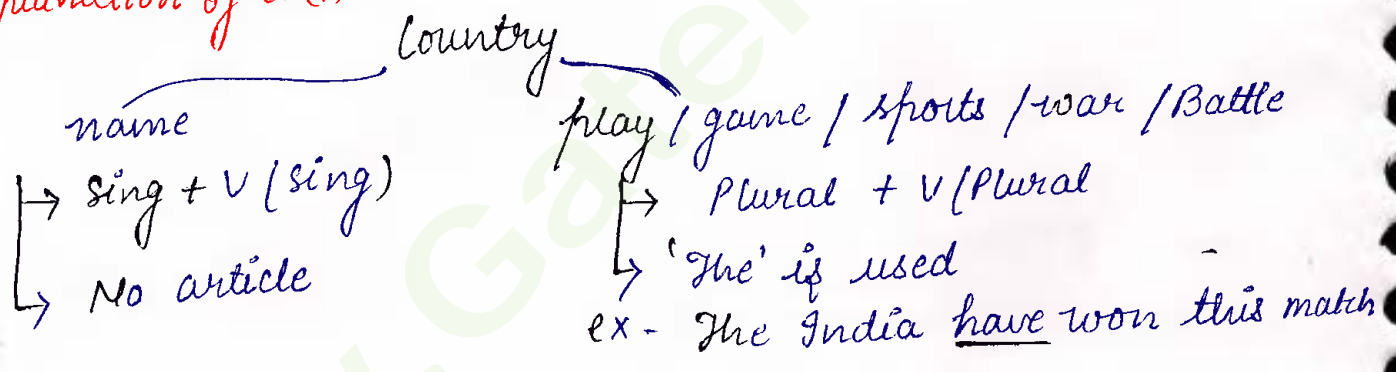 of
Country
name
play / game / sports / war / Battle
→ Sing + V (sing)
→ Plural + V (Plural
→ No article
→ 'The' is used
ex - The India have won this match